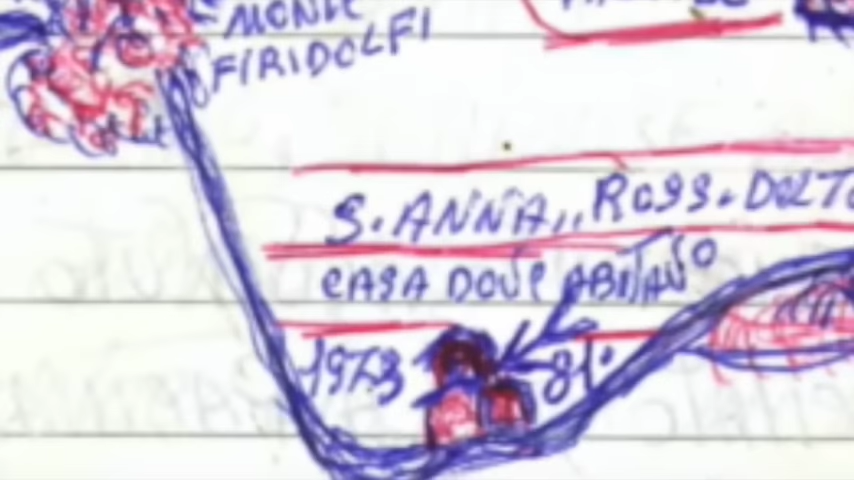 MONTE
FIRIDOLFI
S. ANNA,, ROSS. DOLTO
CASA DOVE ABITAVO
1973 81.